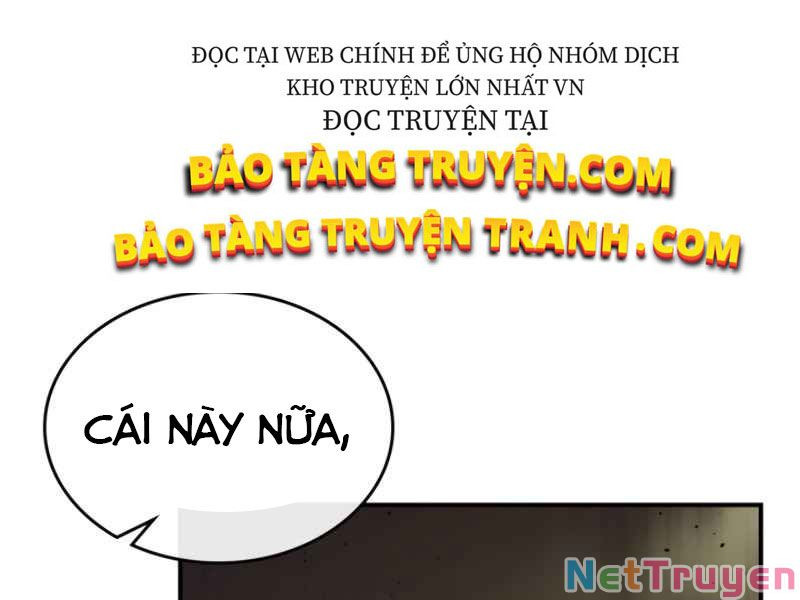 ĐỌC TẠI WEB CHÍNH ĐỂ ỦNG HỘ NHÓM DỊCH
KHO TRUYỆN LỚN NHẤT VN
ĐỌC TRUYỆN TẠI
BẢO TÀNG TRUYỆN.COM
BẢO TÀNG TRUYỆN TRANH.COM
CÁI NÀY NỮA,
NetTruyen